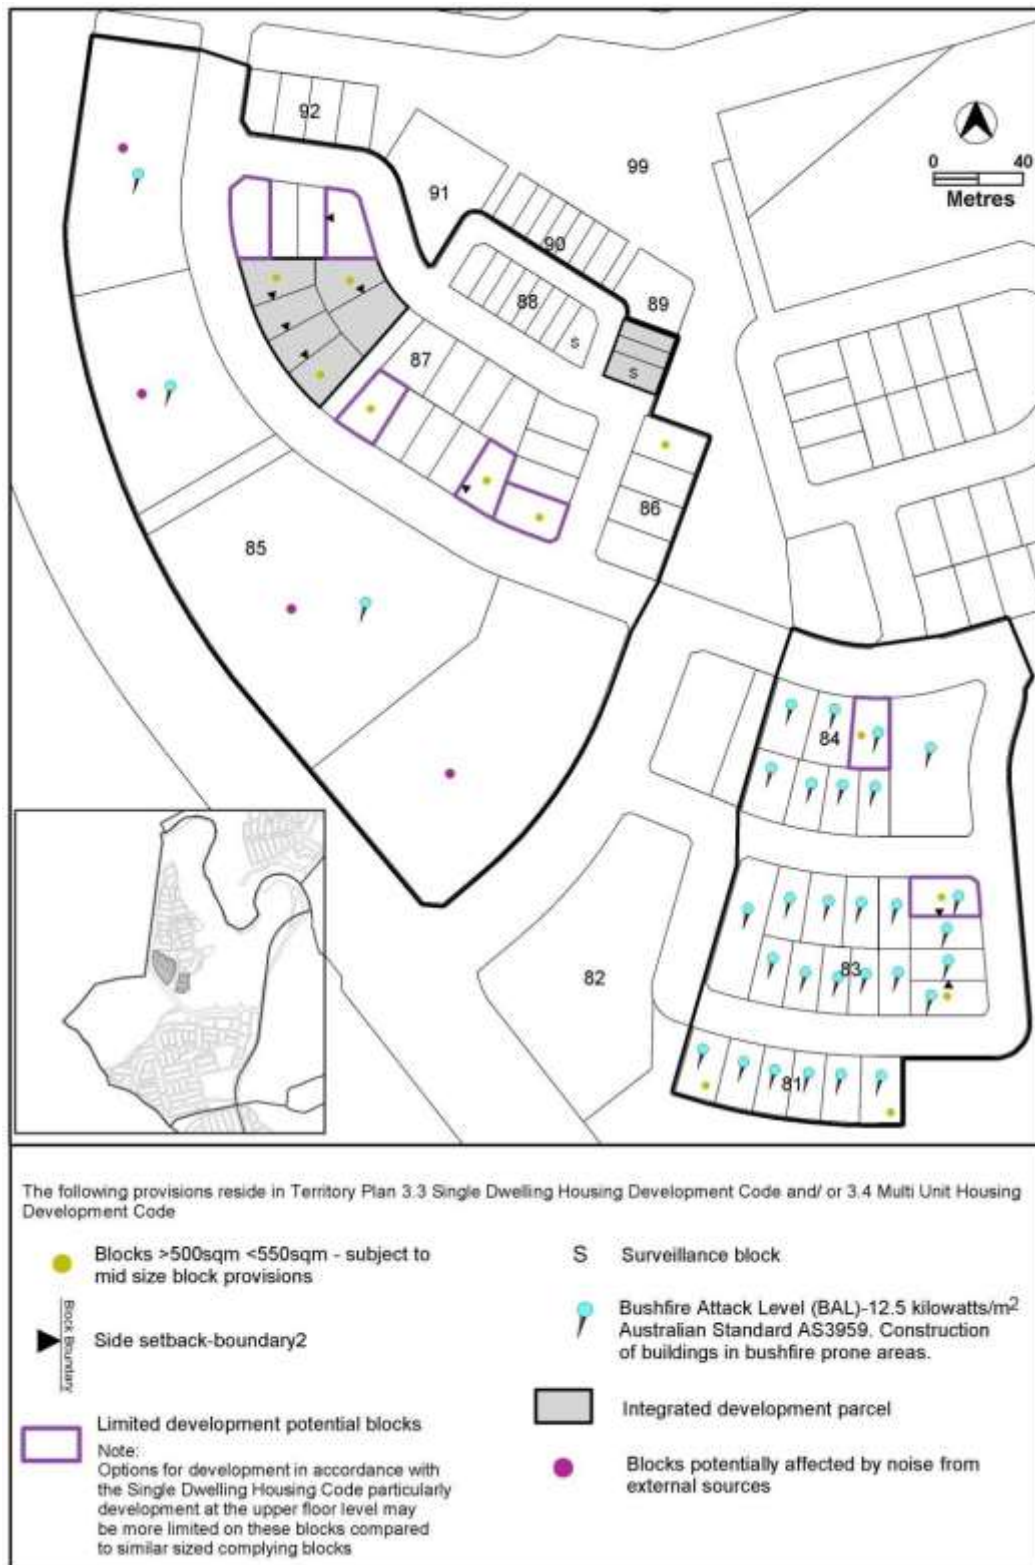 92
91
99
0 40
Metres
90
88
89
S
S
87
86
85
84
83
82
81
The following provisions reside in Territory Plan 3.3 Single Dwelling Housing Development Code and/ or 3.4 Multi Unit Housing
Development Code
Blocks >500sqm <550sqm - subject to
mid size block provisions
Block Boundary
Side setback-boundary2
Limited development potential blocks
Note:
Options for development in accordance with
the Single Dwelling Housing Code particularly
development at the upper floor level may
be more limited on these blocks compared
to similar sized complying blocks
S Surveillance block
Bushfire Attack Level (BAL)-12.5 kilowatts/m²
Australian Standard AS3959. Construction
of buildings in bushfire prone areas.
Integrated development parcel
Blocks potentially affected by noise from
external sources